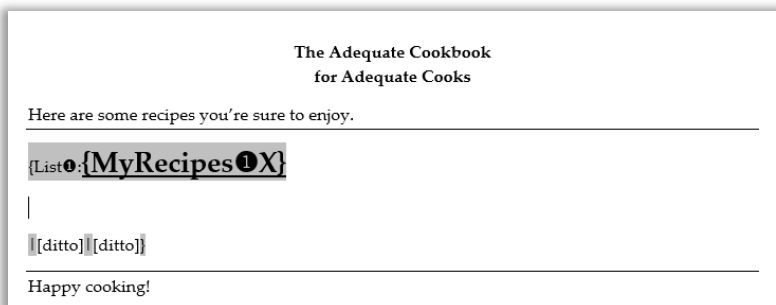 The Adequate Cookbook
for Adequate Cooks
Here are some recipes you’re sure to enjoy.
{List❶:{MyRecipes❶X}
|[ditto]|[ditto]}
Happy cooking!